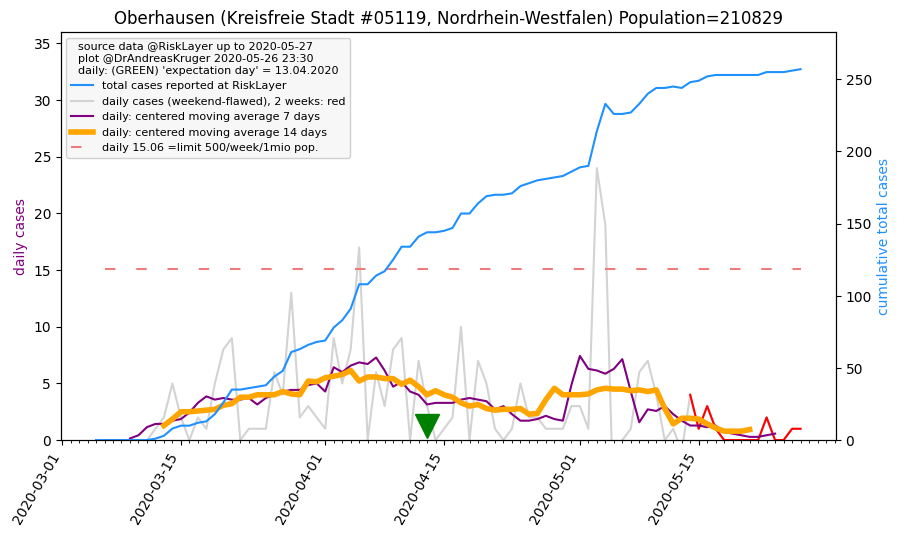 Oberhausen (Kreisfreie Stadt #05119, Nordrhein-Westfalen) Population=210829
source data @RiskLayer up to 2020-05-27
plot @DrAndreasKruger 2020-05-26 23:30
daily: (GREEN) 'expectation day' = 13.04.2020
total cases reported at RiskLayer
daily cases (weekend-flawed), 2 weeks: red
daily: centered moving average 7 days
daily: centered moving average 14 days
daily 15.06 =limit 500/week/1mio pop.
daily cases
35
30
25
20
15
10
5
0
cumulative total cases
250
200
150
100
50
0
2020-03-01
2020-03-15
2020-04-01
2020-04-15
2020-05-01
2020-05-15